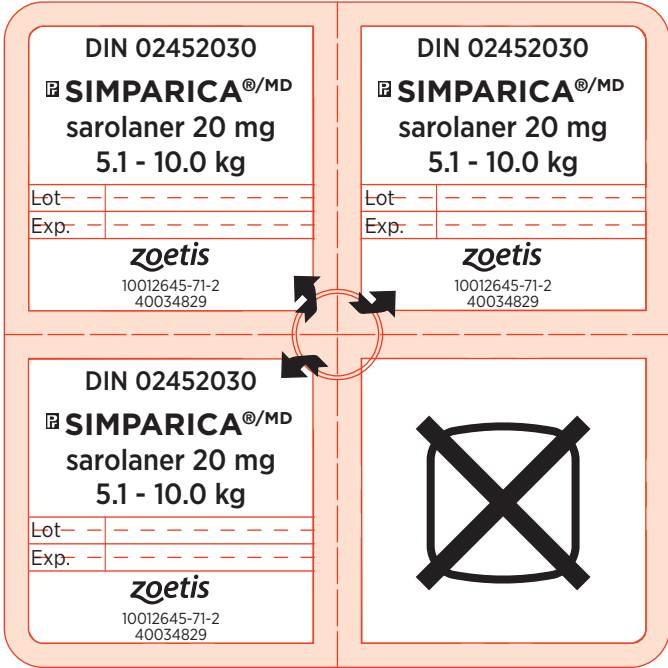 DIN 02452030
Pr SIMPARICA®/MD
sarolaner 20 mg
5.1 - 10.0 kg
Lot
Exp.
zoetis
10012645-71-2
40034829
DIN 02452030
Pr SIMPARICA®/MD
sarolaner 20 mg
5.1 - 10.0 kg
Lot
Exp.
zoetis
10012645-71-2
40034829
DIN 02452030
Pr SIMPARICA®/MD
sarolaner 20 mg
5.1 - 10.0 kg
Lot
Exp.
zoetis
10012645-71-2
40034829